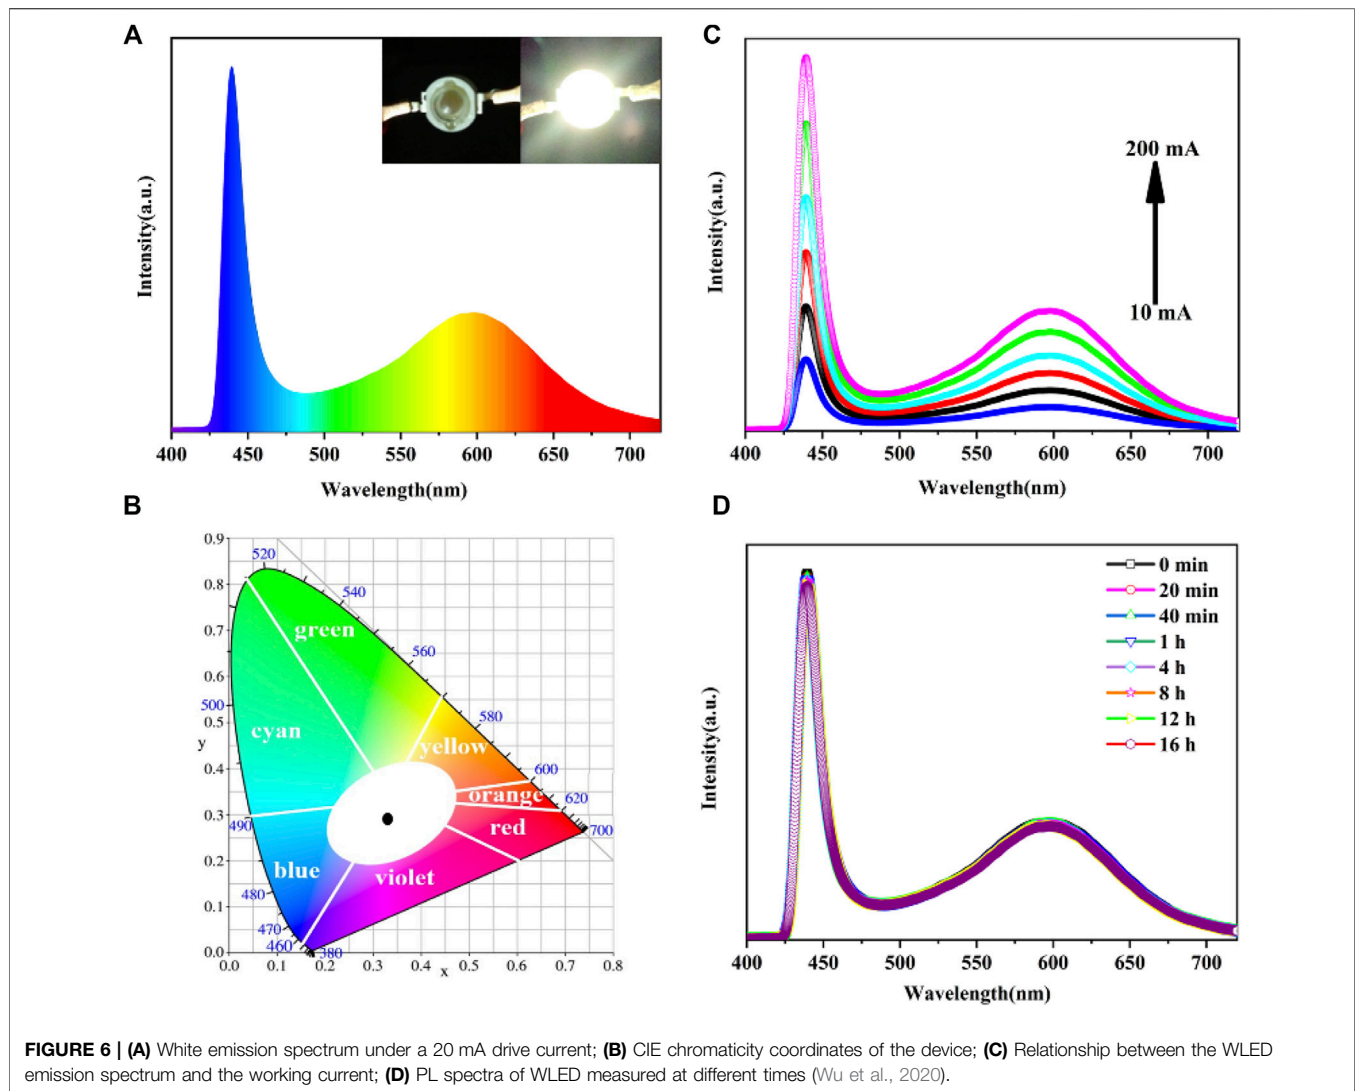 A
Intensity(a.u.)
400 450 500 550 600 650 700
Wavelength(nm)
B
0.9
0.8
0.7
0.6
0.5
y
0.4
0.3
0.2
0.1
0.0
0.0 0.1 0.2 0.3 0.4 0.5 0.6 0.7 0.8
x
520
540
560
500
580
600
620
490
700
480
470
460
380
green
cyan
yellow
orange
red
blue
violet
C
Intensity(a.u.)
200 mA
10 mA
400 450 500 550 600 650 700
Wavelength(nm)
D
Intensity(a.u.)
0 min
20 min
40 min
1 h
4 h
8 h
12 h
16 h
400 450 500 550 600 650 700
Wavelength(nm)
FIGURE 6 | (A) White emission spectrum under a 20 mA drive current; (B) CIE chromaticity coordinates of the device; (C) Relationship between the WLED
emission spectrum and the working current; (D) PL spectra of WLED measured at different times (Wu et al., 2020).